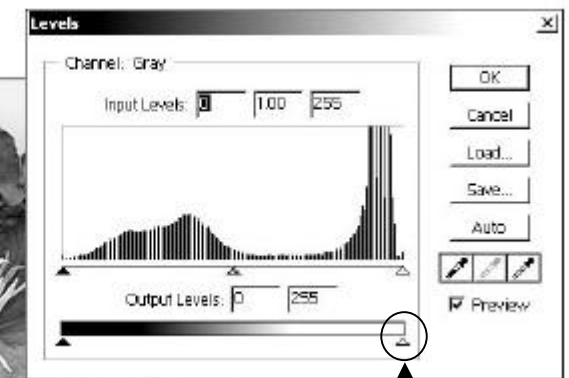 Levels
Channel: Gray
Input Levels: 0 1.00 255
Output Levels: 0 255
OK
Cancel
Load...
Save...
Auto
Preview